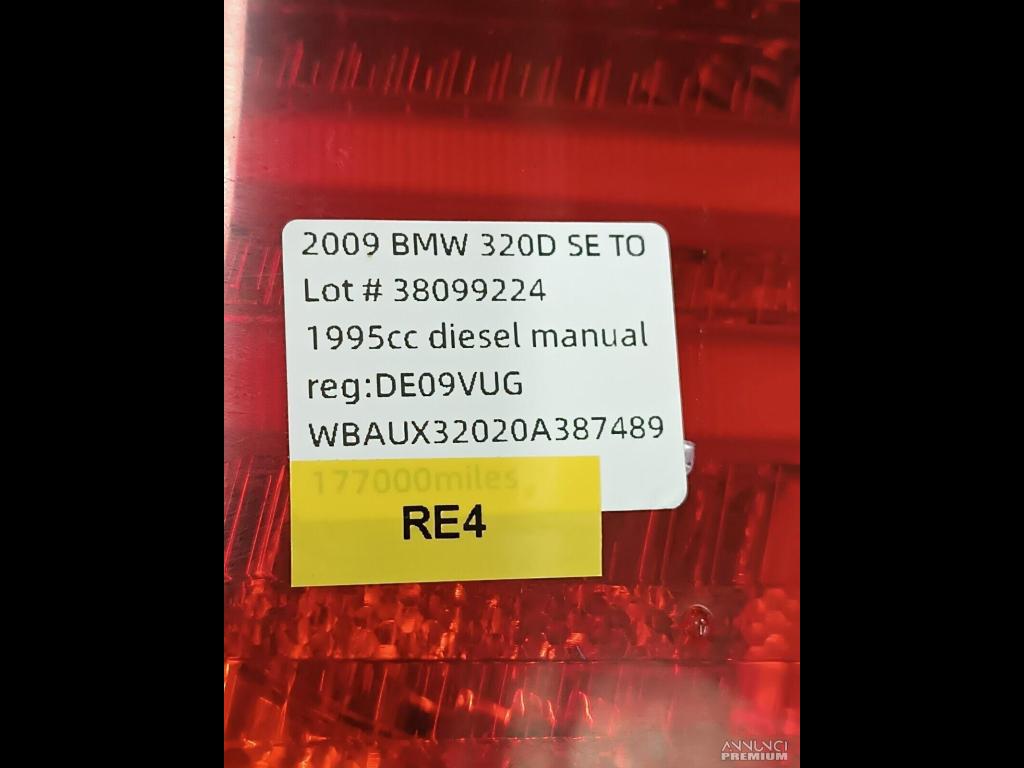 2009 BMW 320D SE TO
Lot # 38099224
1995cc diesel manual
reg:DE09VUG
WBAUX32020A387489
177000miles,
RE4
ANNUNCI
PREMIUM